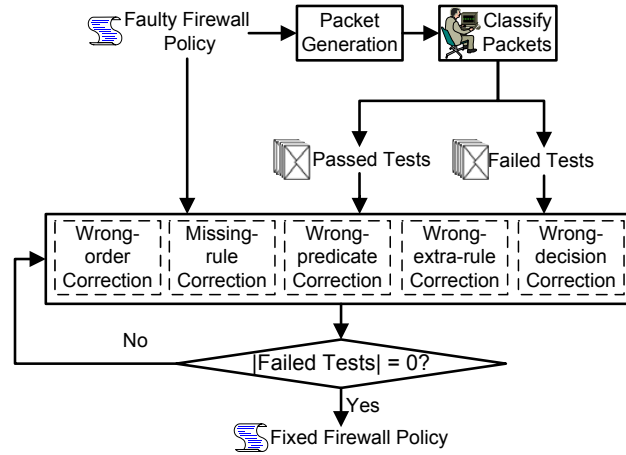 Faulty Firewall
Policy
Packet
Generation
Classify
Packets
Passed Tests
Failed Tests
Wrong-
order
Correction
Missing-
rule
Correction
Wrong-
predicate
Correction
Wrong-
extra-rule
Correction
Wrong-
decision
Correction
No
|Failed Tests| = 0?
Yes
Fixed Firewall Policy